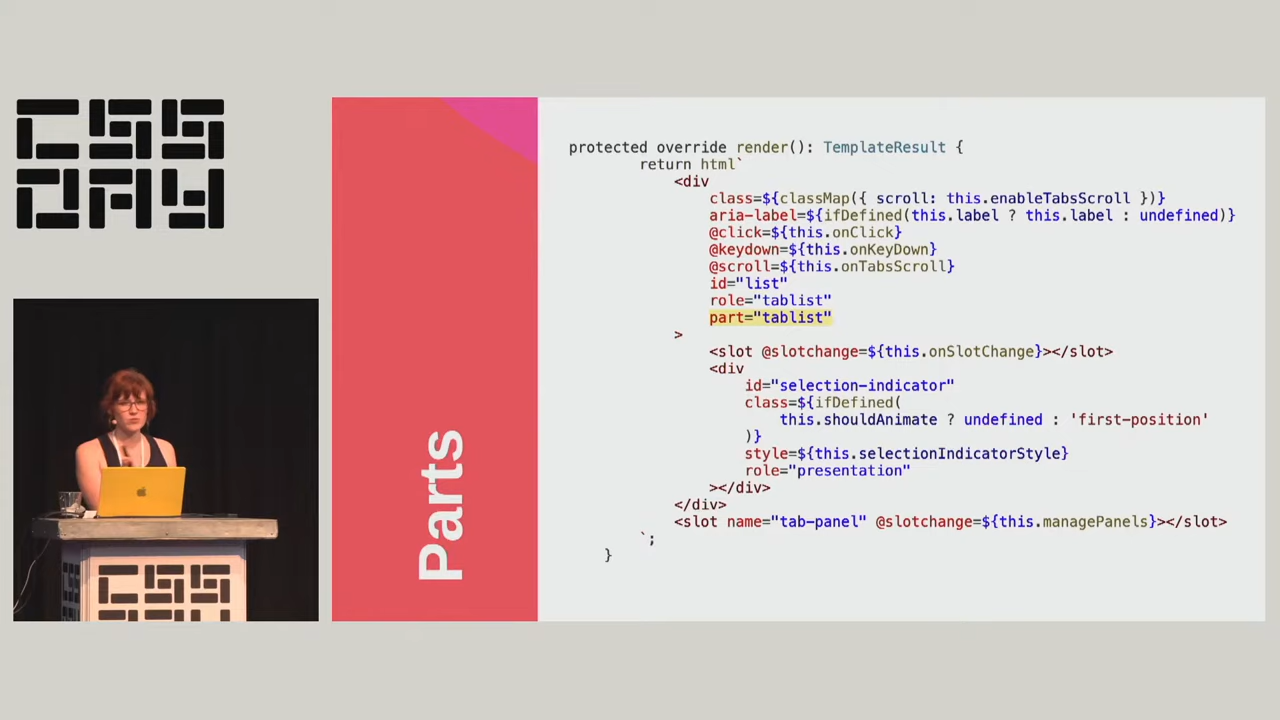 CSS
DAY
Parts
protected override render(): TemplateResult {
return html`
<div
class=${classMap({ scroll: this.enableTabsScroll })}
aria-label=${ifDefined(this.label ? this.label : undefined)}
@click=${this.onClick}
@keydown=${this.onKeyDown}
@scroll=${this.onTabsScroll}
id="list"
role="tablist"
part="tablist"
>
<slot @slotchange=${this.onSlotChange}></slot>
<div
id="selection-indicator"
class=${ifDefined(
this.shouldAnimate ? undefined : 'first-position'
)}
style=${this.selectionIndicatorStyle}
role="presentation"
></div>
</div>
<slot name="tab-panel" @slotchange=${this.managePanels}></slot>
`;
}
CSS